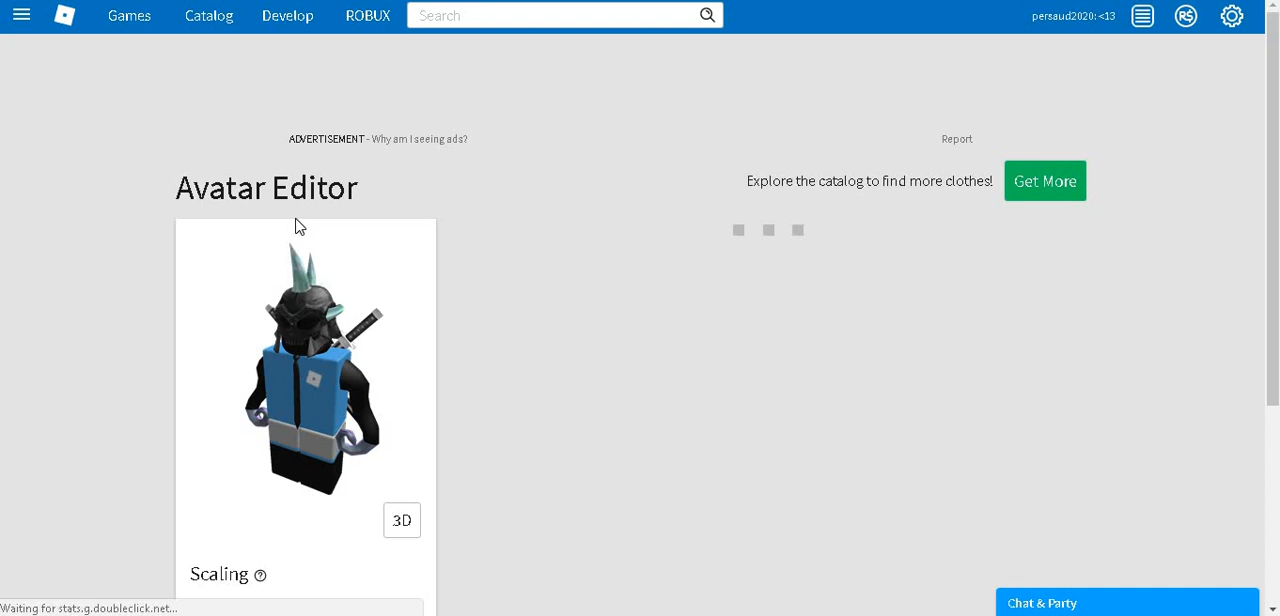 Games Catalog Develop ROBUX Search persaud2020: <13 R$
ADVERTISEMENT - Why am I seeing ads? Report
Avatar Editor Explore the catalog to find more clothes! Get More
3D
Scaling ?
Waiting for stats.g.doubleclick.net...
Chat & Party